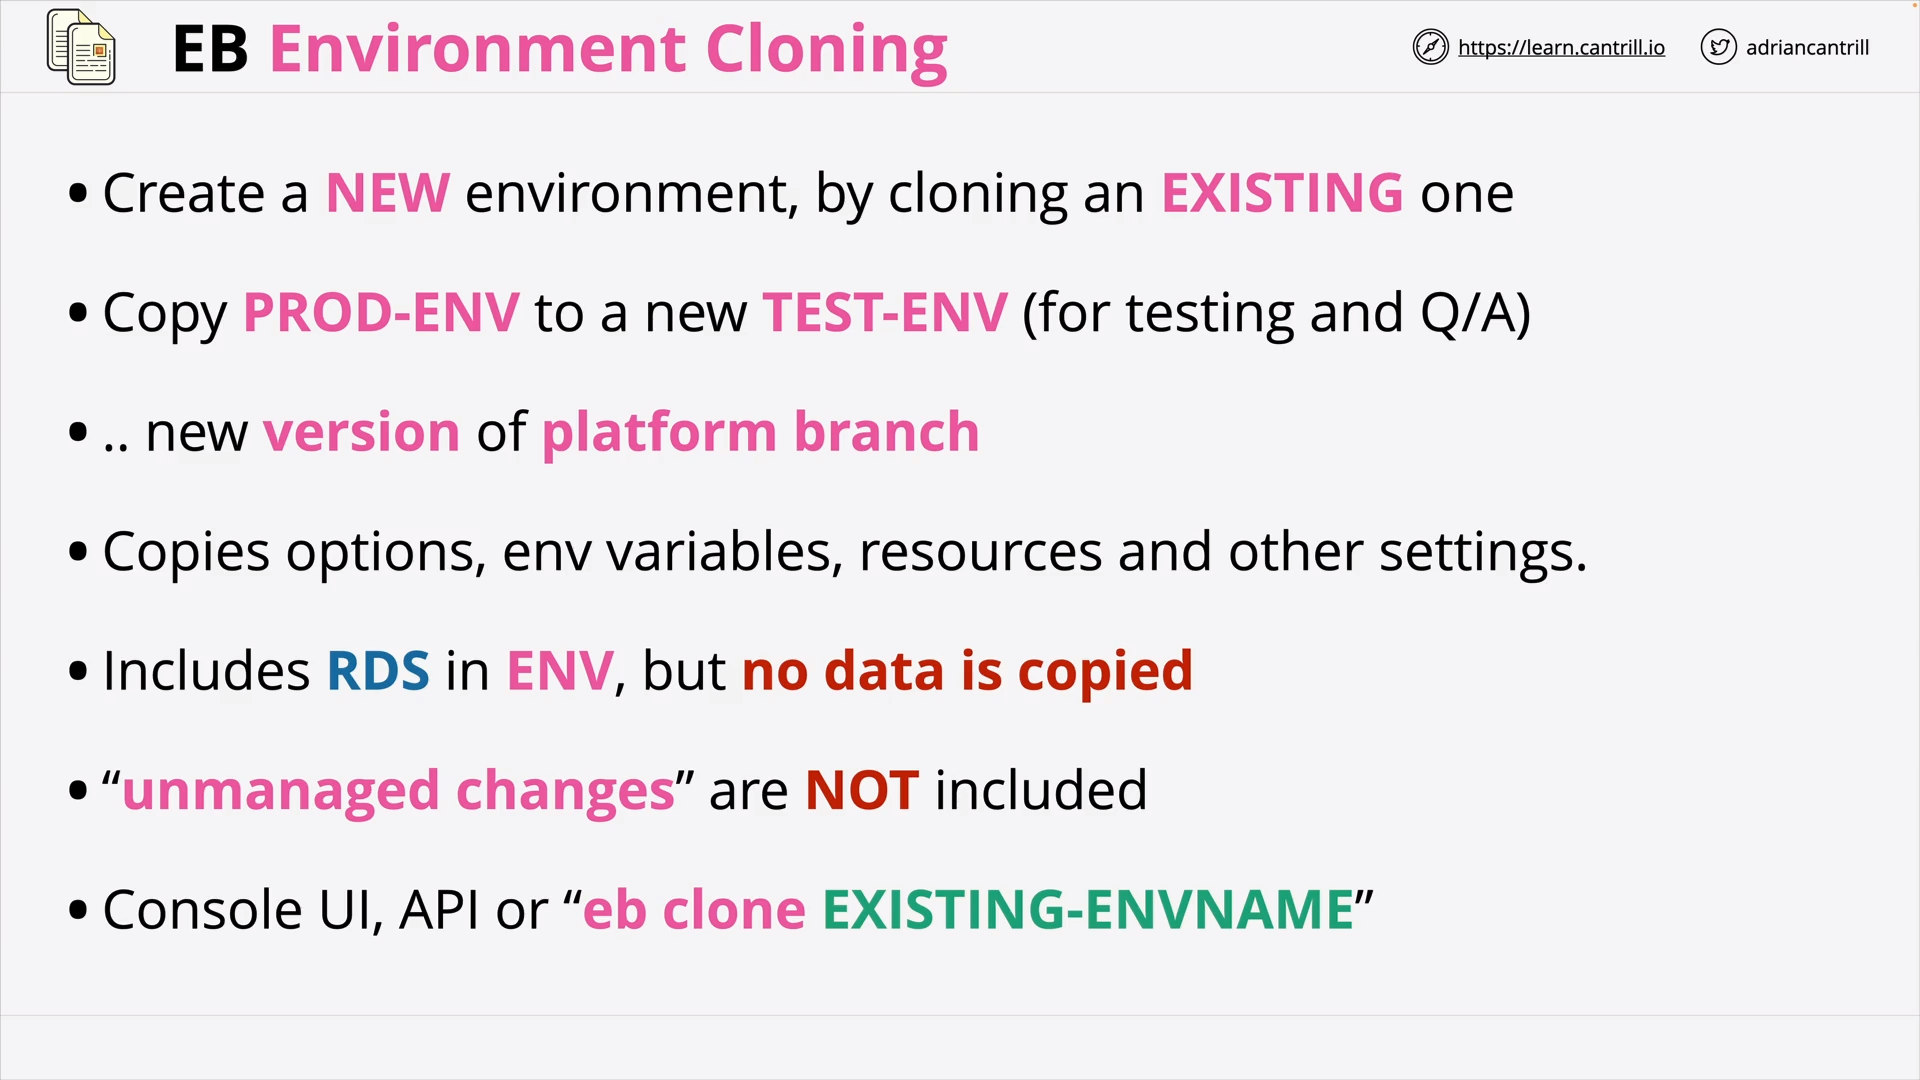 EB Environment Cloning
https://learn.cantrill.io
adriancantrill
• Create a NEW environment, by cloning an EXISTING one
• Copy PROD-ENV to a new TEST-ENV (for testing and Q/A)
• .. new version of platform branch
• Copies options, env variables, resources and other settings.
• Includes RDS in ENV, but no data is copied
• “unmanaged changes” are NOT included
• Console UI, API or “eb clone EXISTING-ENVNAME”